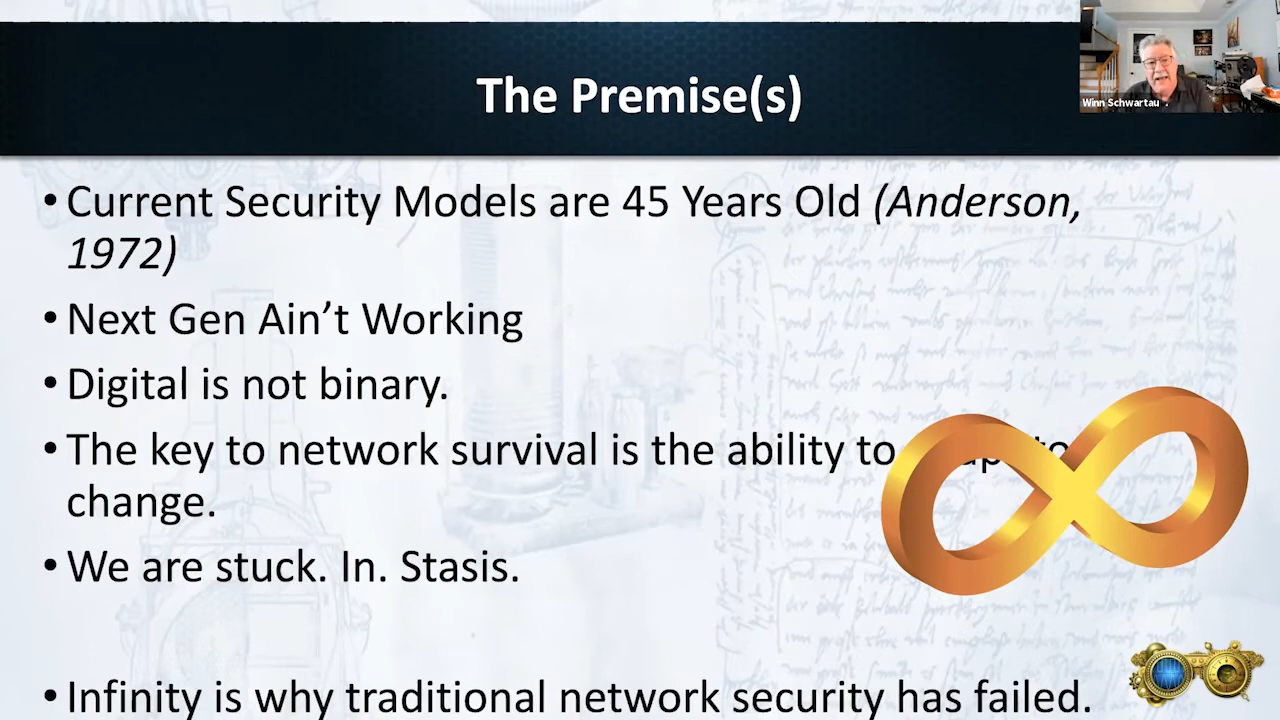 The Premise(s)
Winn Schwartau
• Current Security Models are 45 Years Old (Anderson,
1972)
• Next Gen Ain’t Working
• Digital is not binary.
• The key to network survival is the ability to to
change.
• We are stuck. In. Stasis.
• Infinity is why traditional network security has failed.